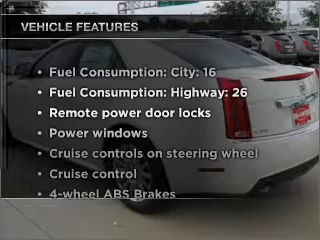 VEHICLE FEATURES
• Fuel Consumption: City: 16
• Fuel Consumption: Highway: 26
• Remote power door locks
• Power windows
• Cruise controls on steering wheel
• Cruise control
• 4-wheel ABS Brakes